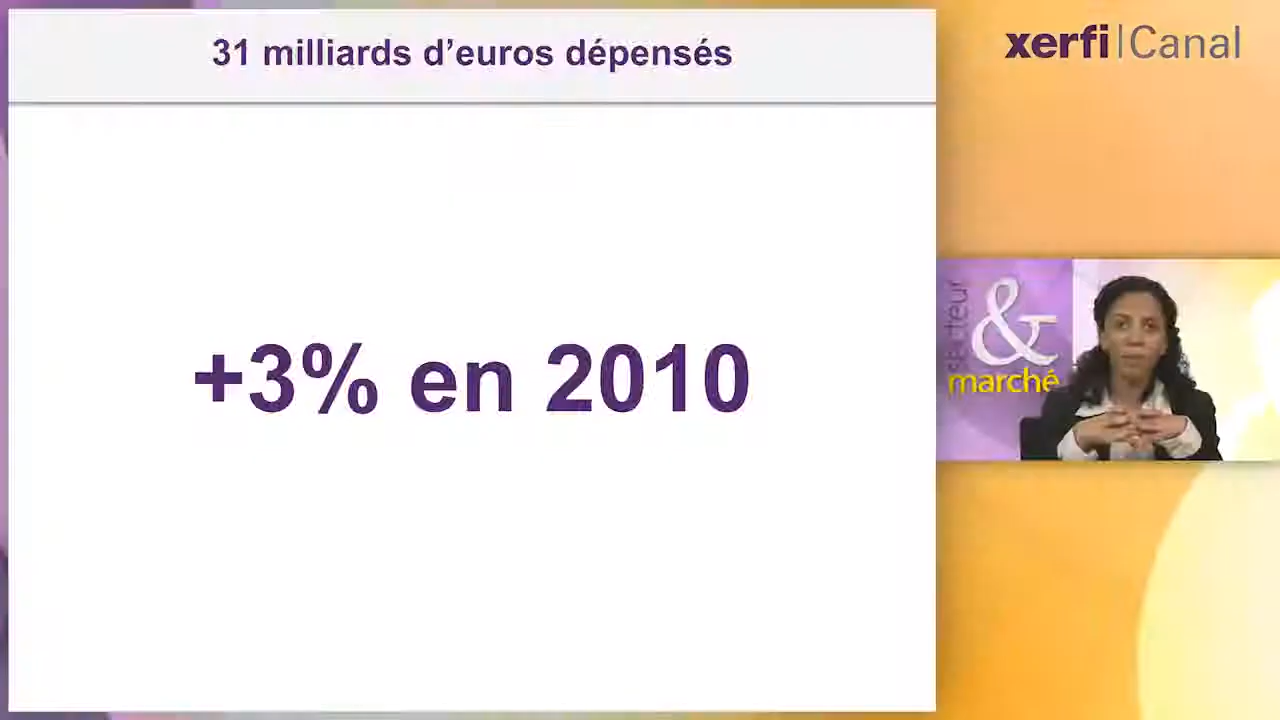 31 milliards d’euros dépensés
xerfi|Canal
+3% en 2010
secteur
&
marché